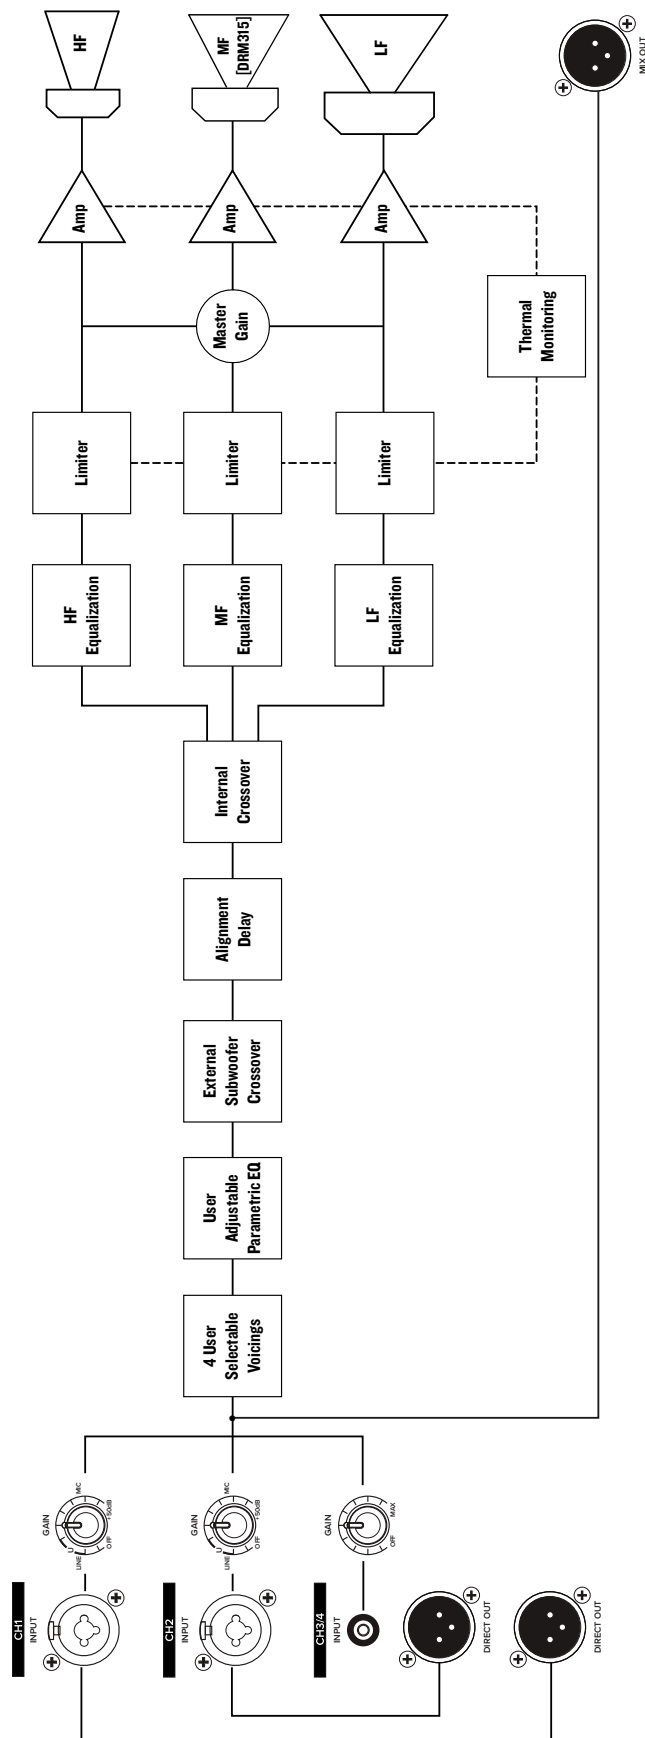 CH1
INPUT
GAIN
LINE
U
MIC
OFF
+50dB
CH2
INPUT
GAIN
LINE
U
MIC
OFF
+50dB
CH3/4
INPUT
GAIN
OFF
MAX
DIRECT OUT
DIRECT OUT
4 User
Selectable
Voicings
User
Adjustable
Parametric EQ
External
Subwoofer
Crossover
Alignment
Delay
Internal
Crossover
HF
Equalization
MF
Equalization
LF
Equalization
Limiter
Limiter
Limiter
Master
Gain
Thermal
Monitoring
Amp
Amp
Amp
HF
MF
[DRM315]
LF
MIX OUT